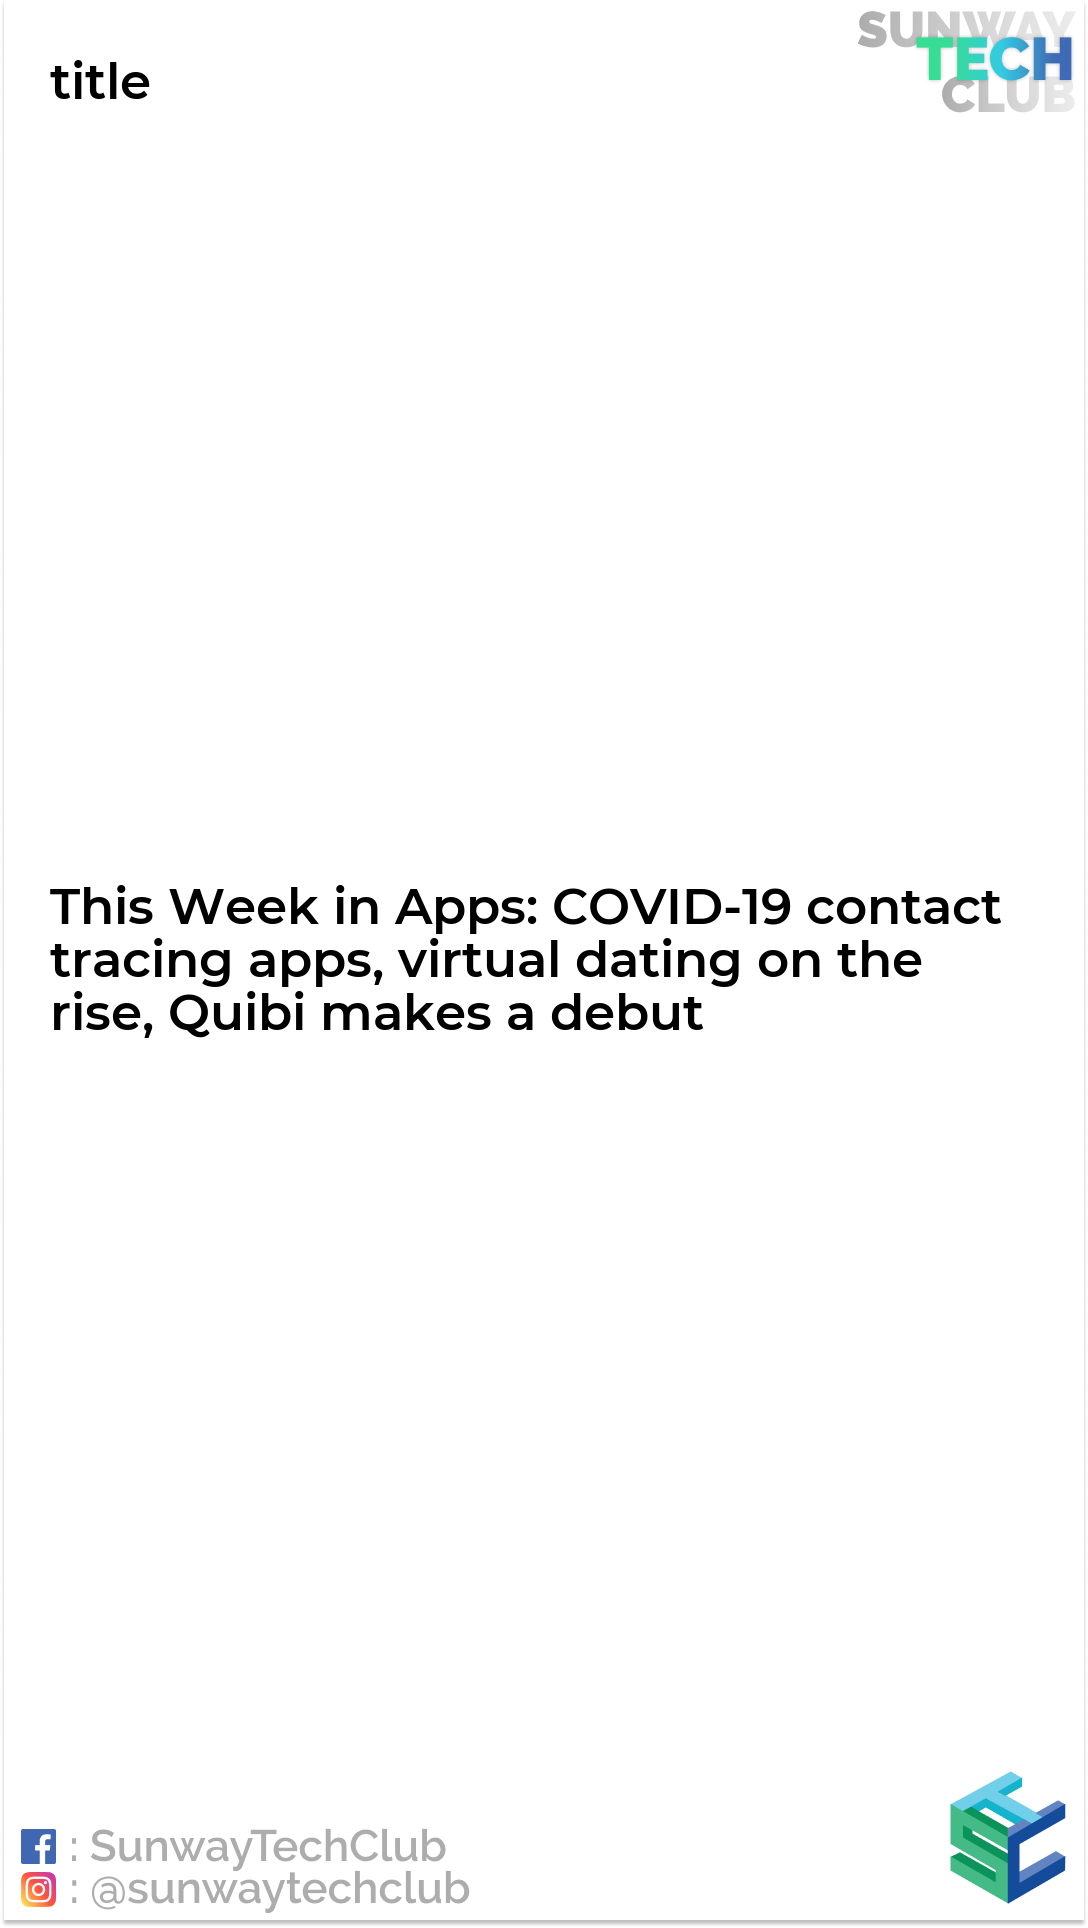 SUNWAY
TECH
CLUB
title
This Week in Apps: COVID-19 contact
tracing apps, virtual dating on the
rise, Quibi makes a debut
: SunwayTechClub
: @sunwaytechclub